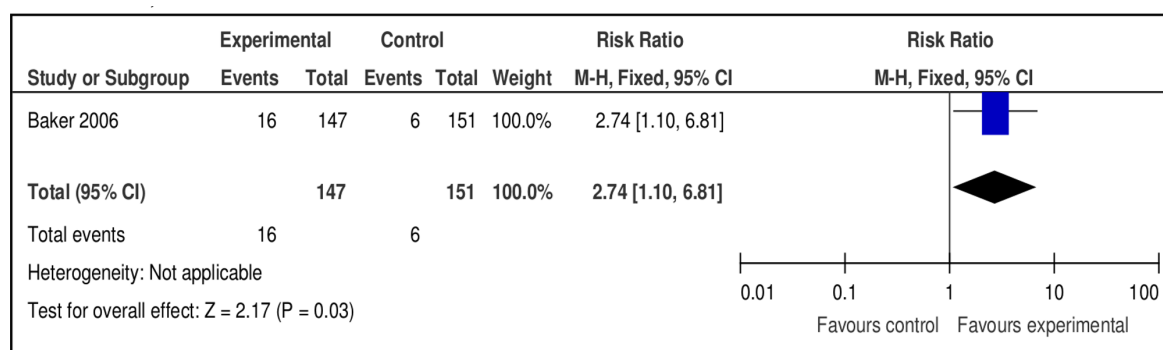 Experimental Control Risk Ratio Risk Ratio
Study or Subgroup Events Total Events Total Weight M-H, Fixed, 95% CI M-H, Fixed, 95% CI
Baker 2006 16 147 6 151 100.0% 2.74 [1.10, 6.81]
Total (95% CI) 147 151 100.0% 2.74 [1.10, 6.81]
Total events 16 6
Heterogeneity: Not applicable
Test for overall effect: Z = 2.17 (P = 0.03)
0.01 0.1 1 10 100
Favours control Favours experimental